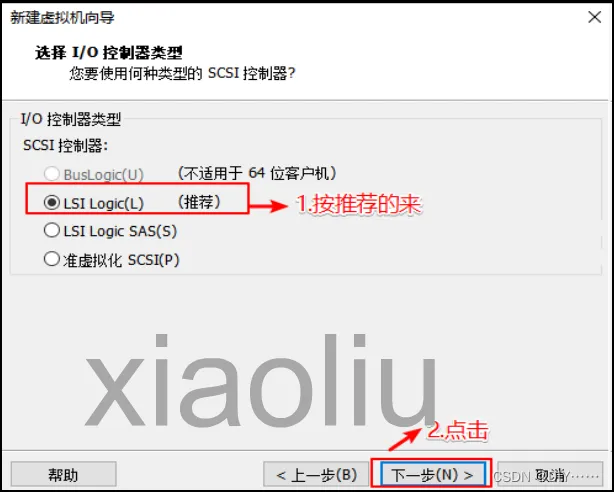 新建虚拟机向导
选择 I/O 控制器类型
您要使用何种类型的 SCSI 控制器?
I/O 控制器类型
SCSI 控制器:
BusLogic(U) (不适用于 64 位客户机)
LSI Logic(L) (推荐)
1.按推荐的来
LSI Logic SAS(S)
准虚拟化 SCSI(P)
xiaoliu
2.点击
帮助
< 上一步(B)
下一步(N) >
取消